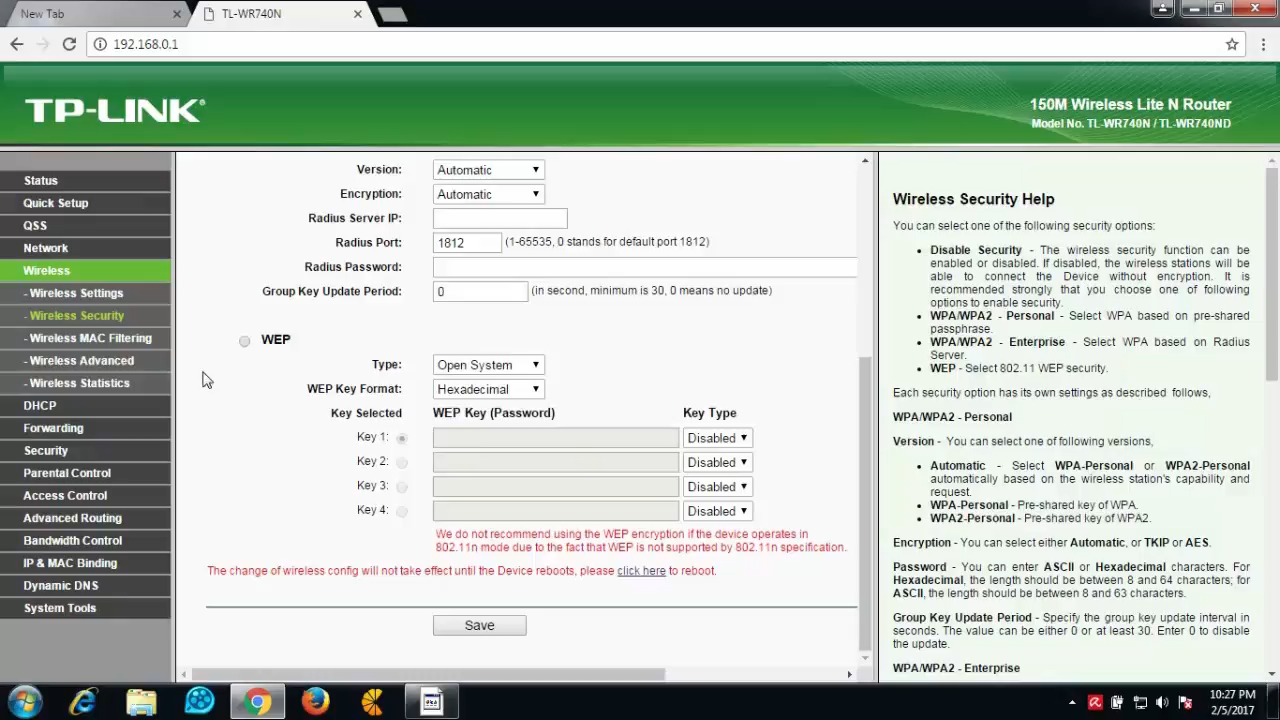 New Tab
TL-WR740N
192.168.0.1
TP-LINK®
150M Wireless Lite N Router
Model No. TL-WR740N / TL-WR740ND
Status
Quick Setup
QSS
Network
Wireless
- Wireless Settings
- Wireless Security
- Wireless MAC Filtering
- Wireless Advanced
- Wireless Statistics
DHCP
Forwarding
Security
Parental Control
Access Control
Advanced Routing
Bandwidth Control
IP & MAC Binding
Dynamic DNS
System Tools
Version: Automatic
Encryption: Automatic
Radius Server IP:
Radius Port: 1812 (1-65535, 0 stands for default port 1812)
Radius Password:
Group Key Update Period: 0 (in second, minimum is 30, 0 means no update)
WEP
Type: Open System
WEP Key Format: Hexadecimal
Key Selected WEP Key (Password) Key Type
Key 1: Disabled
Key 2: Disabled
Key 3: Disabled
Key 4: Disabled
We do not recommend using the WEP encryption if the device operates in
802.11n mode due to the fact that WEP is not supported by 802.11n specification.
The change of wireless config will not take effect until the Device reboots, please click here to reboot.
Save
Wireless Security Help
You can select one of the following security options:
• Disable Security - The wireless security function can be
enabled or disabled. If disabled, the wireless stations will be
able to connect the Device without encryption. It is
recommended strongly that you choose one of following
options to enable security.
• WPA/WPA2 - Personal - Select WPA based on pre-shared
passphrase.
• WPA/WPA2 - Enterprise - Select WPA based on Radius
Server.
• WEP - Select 802.11 WEP security.
Each security option has its own settings as described follows,
WPA/WPA2 - Personal
Version - You can select one of following versions,
• Automatic - Select WPA-Personal or WPA2-Personal
automatically based on the wireless station's capability and
request.
• WPA-Personal - Pre-shared key of WPA.
• WPA2-Personal - Pre-shared key of WPA2.
Encryption - You can select either Automatic, or TKIP or AES.
Password - You can enter ASCII or Hexadecimal characters. For
Hexadecimal, the length should be between 8 and 64 characters; for
ASCII, the length should be between 8 and 63 characters.
Group Key Update Period - Specify the group key update interval in
seconds. The value can be either 0 or at least 30. Enter 0 to disable
the update.
WPA/WPA2 - Enterprise
10:27 PM
2/5/2017